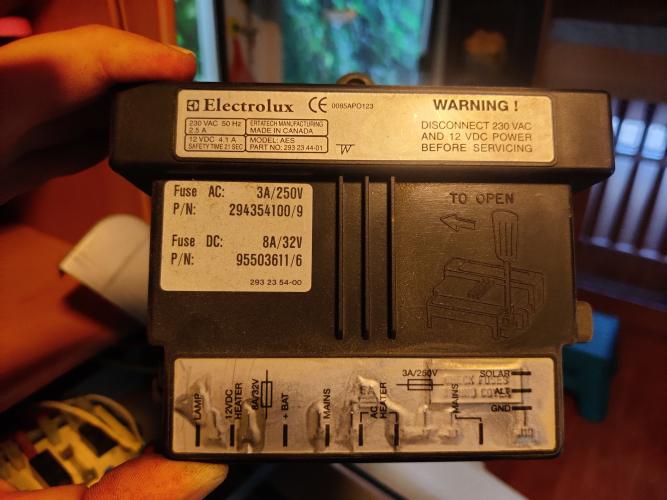 Electrolux CE 0085APO123
230 VAC 50 Hz
2.5 A
12 VDC 4.1 A
SAFETY TIME 21 SEC
ERTATECH MANUFACTURING
MADE IN CANADA
MODEL: AES
PART NO: 293 23 44-01
WARNING !
DISCONNECT 230 VAC
AND 12 VDC POWER
BEFORE SERVICING
Fuse AC: 3A/250V
P/N: 294354100/9
Fuse DC: 8A/32V
P/N: 95503611/6
293 23 54-00
TO OPEN
LAMP
12VDC
HEATER
8A/32V
+ BAT
MAINS
AC
HEATER
3A/250V
MAINS
SOLAR
ALT
GND